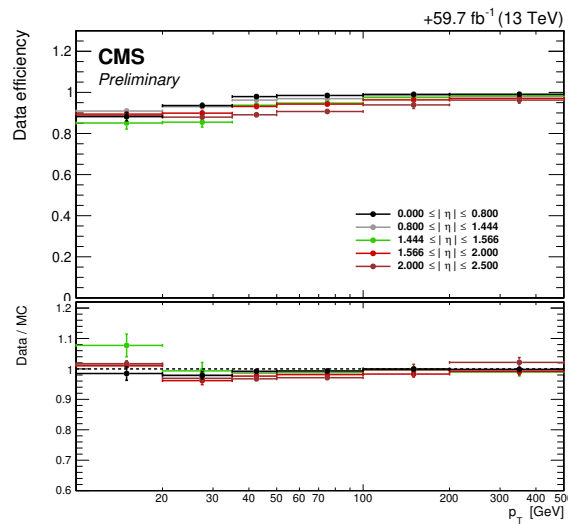 +59.7 fb⁻¹ (13 TeV)
CMS
Preliminary
Data efficiency
1.2
1
0.8
0.6
0.4
0.2
0
0.000 ≤| η | ≤ 0.800
0.800 ≤| η | ≤ 1.444
1.444 ≤| η | ≤ 1.566
1.566 ≤| η | ≤ 2.000
2.000 ≤| η | ≤ 2.500
Data / MC
1.2
1.1
1
0.9
0.8
0.7
0.6
20 30 40 50 60 70 100 200 300 400 500
p_T [GeV]